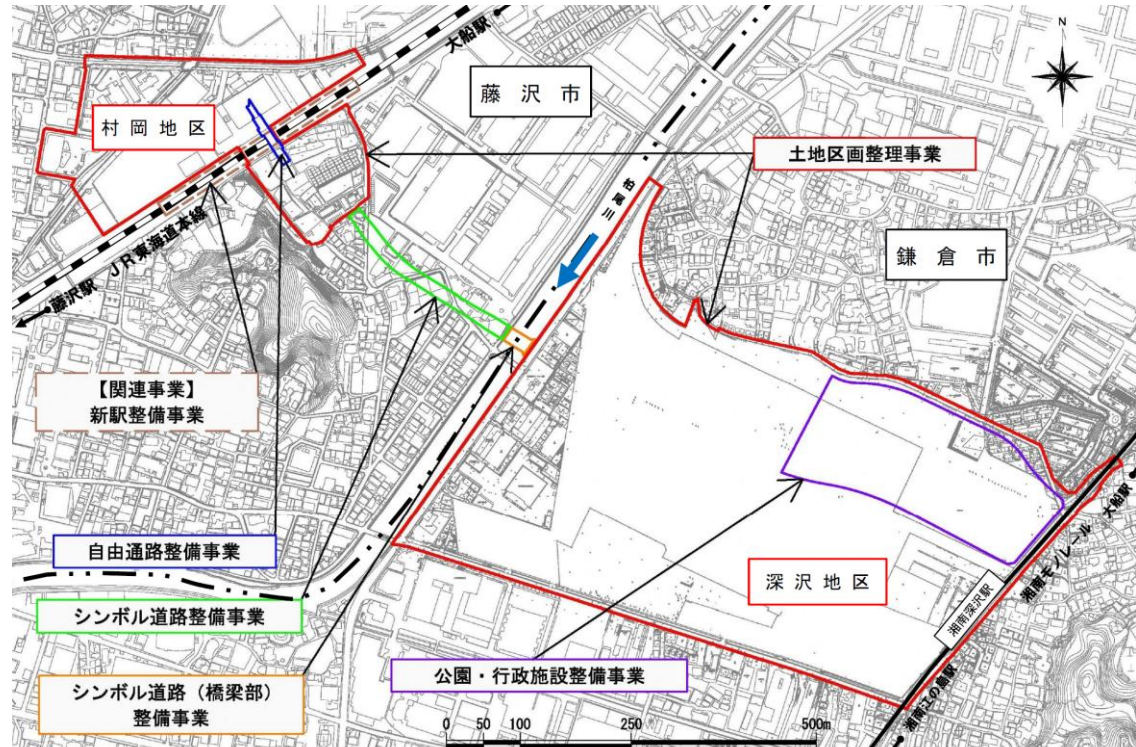 大船駅
N
藤沢市
村岡地区
土地区画整理事業
柏尾川
鎌倉市
JR東海道本線
藤沢駅
【関連事業】
新駅整備事業
大船駅
湘南モノレール
自由通路整備事業
深沢地区
湘南深沢駅
シンボル道路整備事業
公園・行政施設整備事業
シンボル道路(橋梁部)
整備事業
湘南江の島駅
0 50 100 250 500m